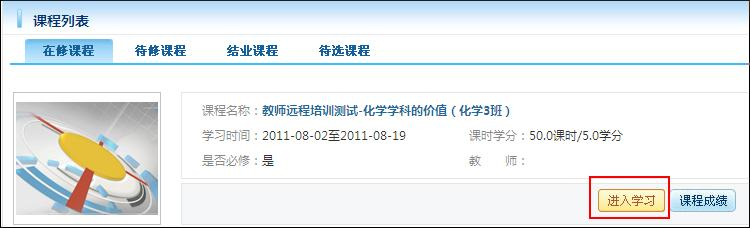 课程列表
在修课程 待修课程 结业课程 待选课程
课程名称：教师远程培训测试-化学学科的价值（化学3班）
学习时间：2011-08-02至2011-08-19 课时学分：50.0课时/5.0学分
是否必修：是 教 师：
进入学习 课程成绩